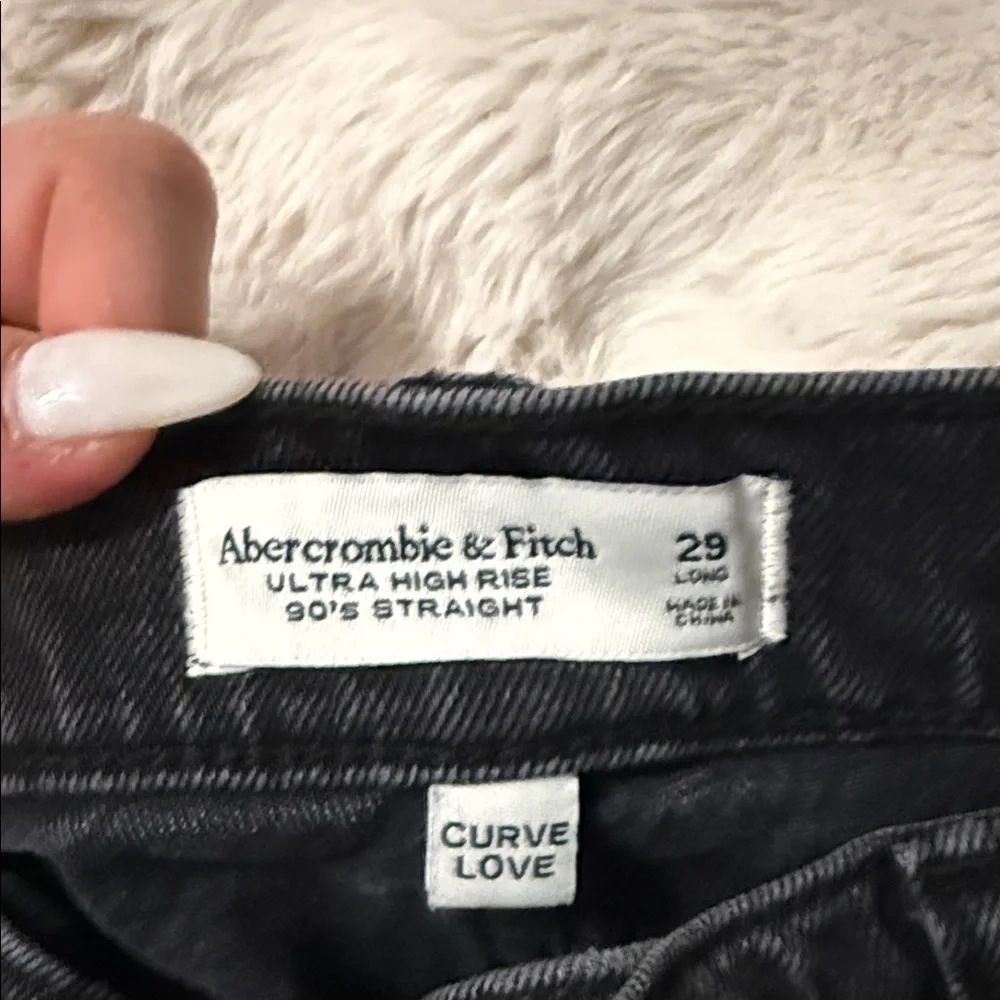 Abercrombie & Fitch
ULTRA HIGH RISE
90'S STRAIGHT
29
LONG
MADE IN
CHINA
CURVE
LOVE